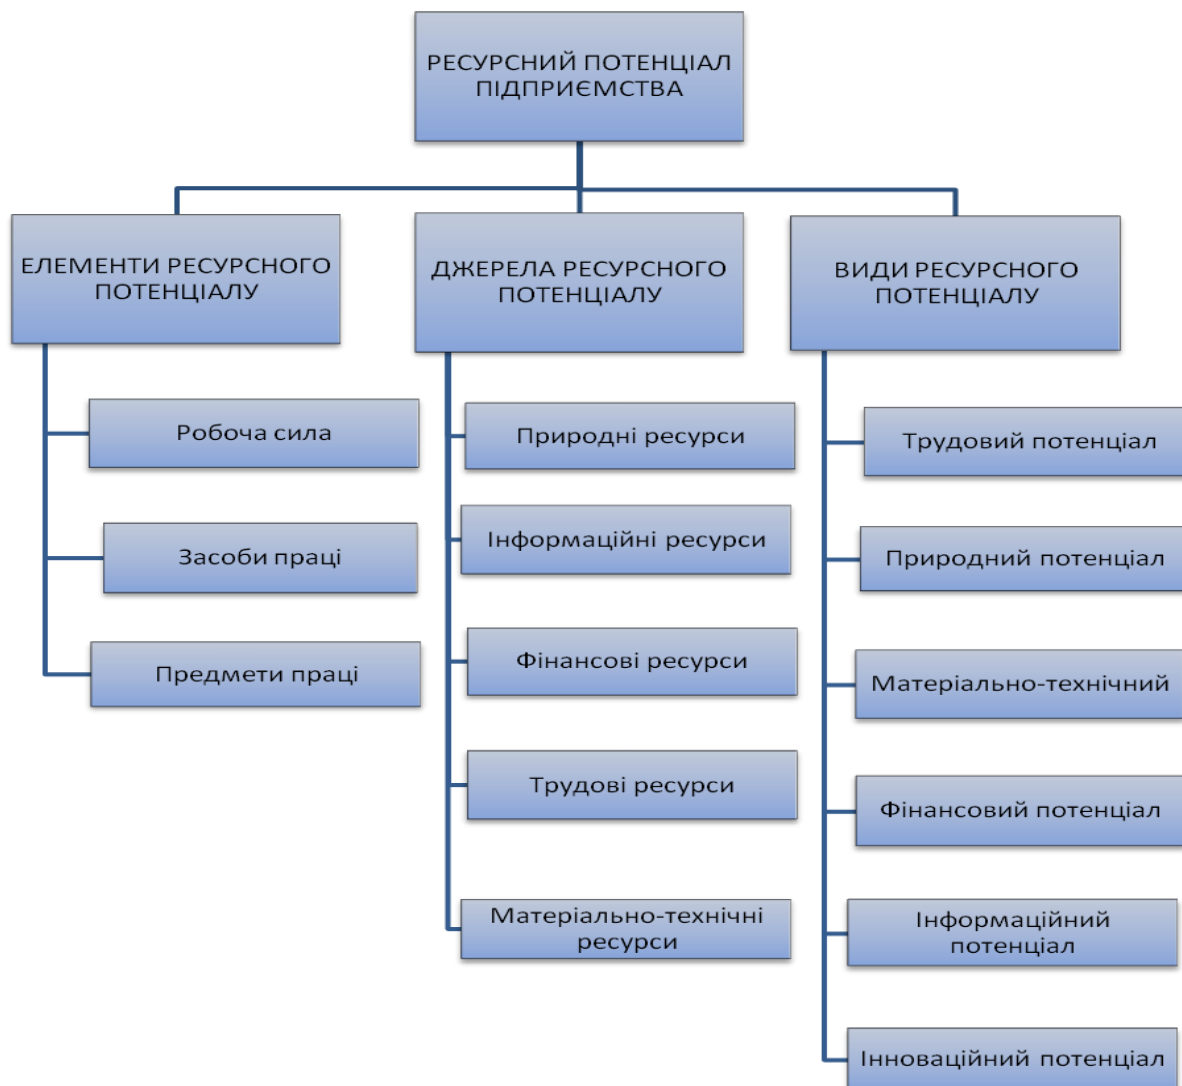 РЕСУРСНИЙ ПОТЕНЦІАЛ
ПІДПРИЄМСТВА
ЕЛЕМЕНТИ РЕСУРСНОГО
ПОТЕНЦІАЛУ
Робоча сила
Засоби праці
Предмети праці
ДЖЕРЕЛА РЕСУРСНОГО
ПОТЕНЦІАЛУ
Природні ресурси
Інформаційні ресурси
Фінансові ресурси
Трудові ресурси
Матеріально-технічні
ресурси
ВИДИ РЕСУРСНОГО
ПОТЕНЦІАЛУ
Трудовий потенціал
Природний потенціал
Матеріально-технічний
Фінансовий потенціал
Інформаційний
потенціал
Інноваційний потенціал